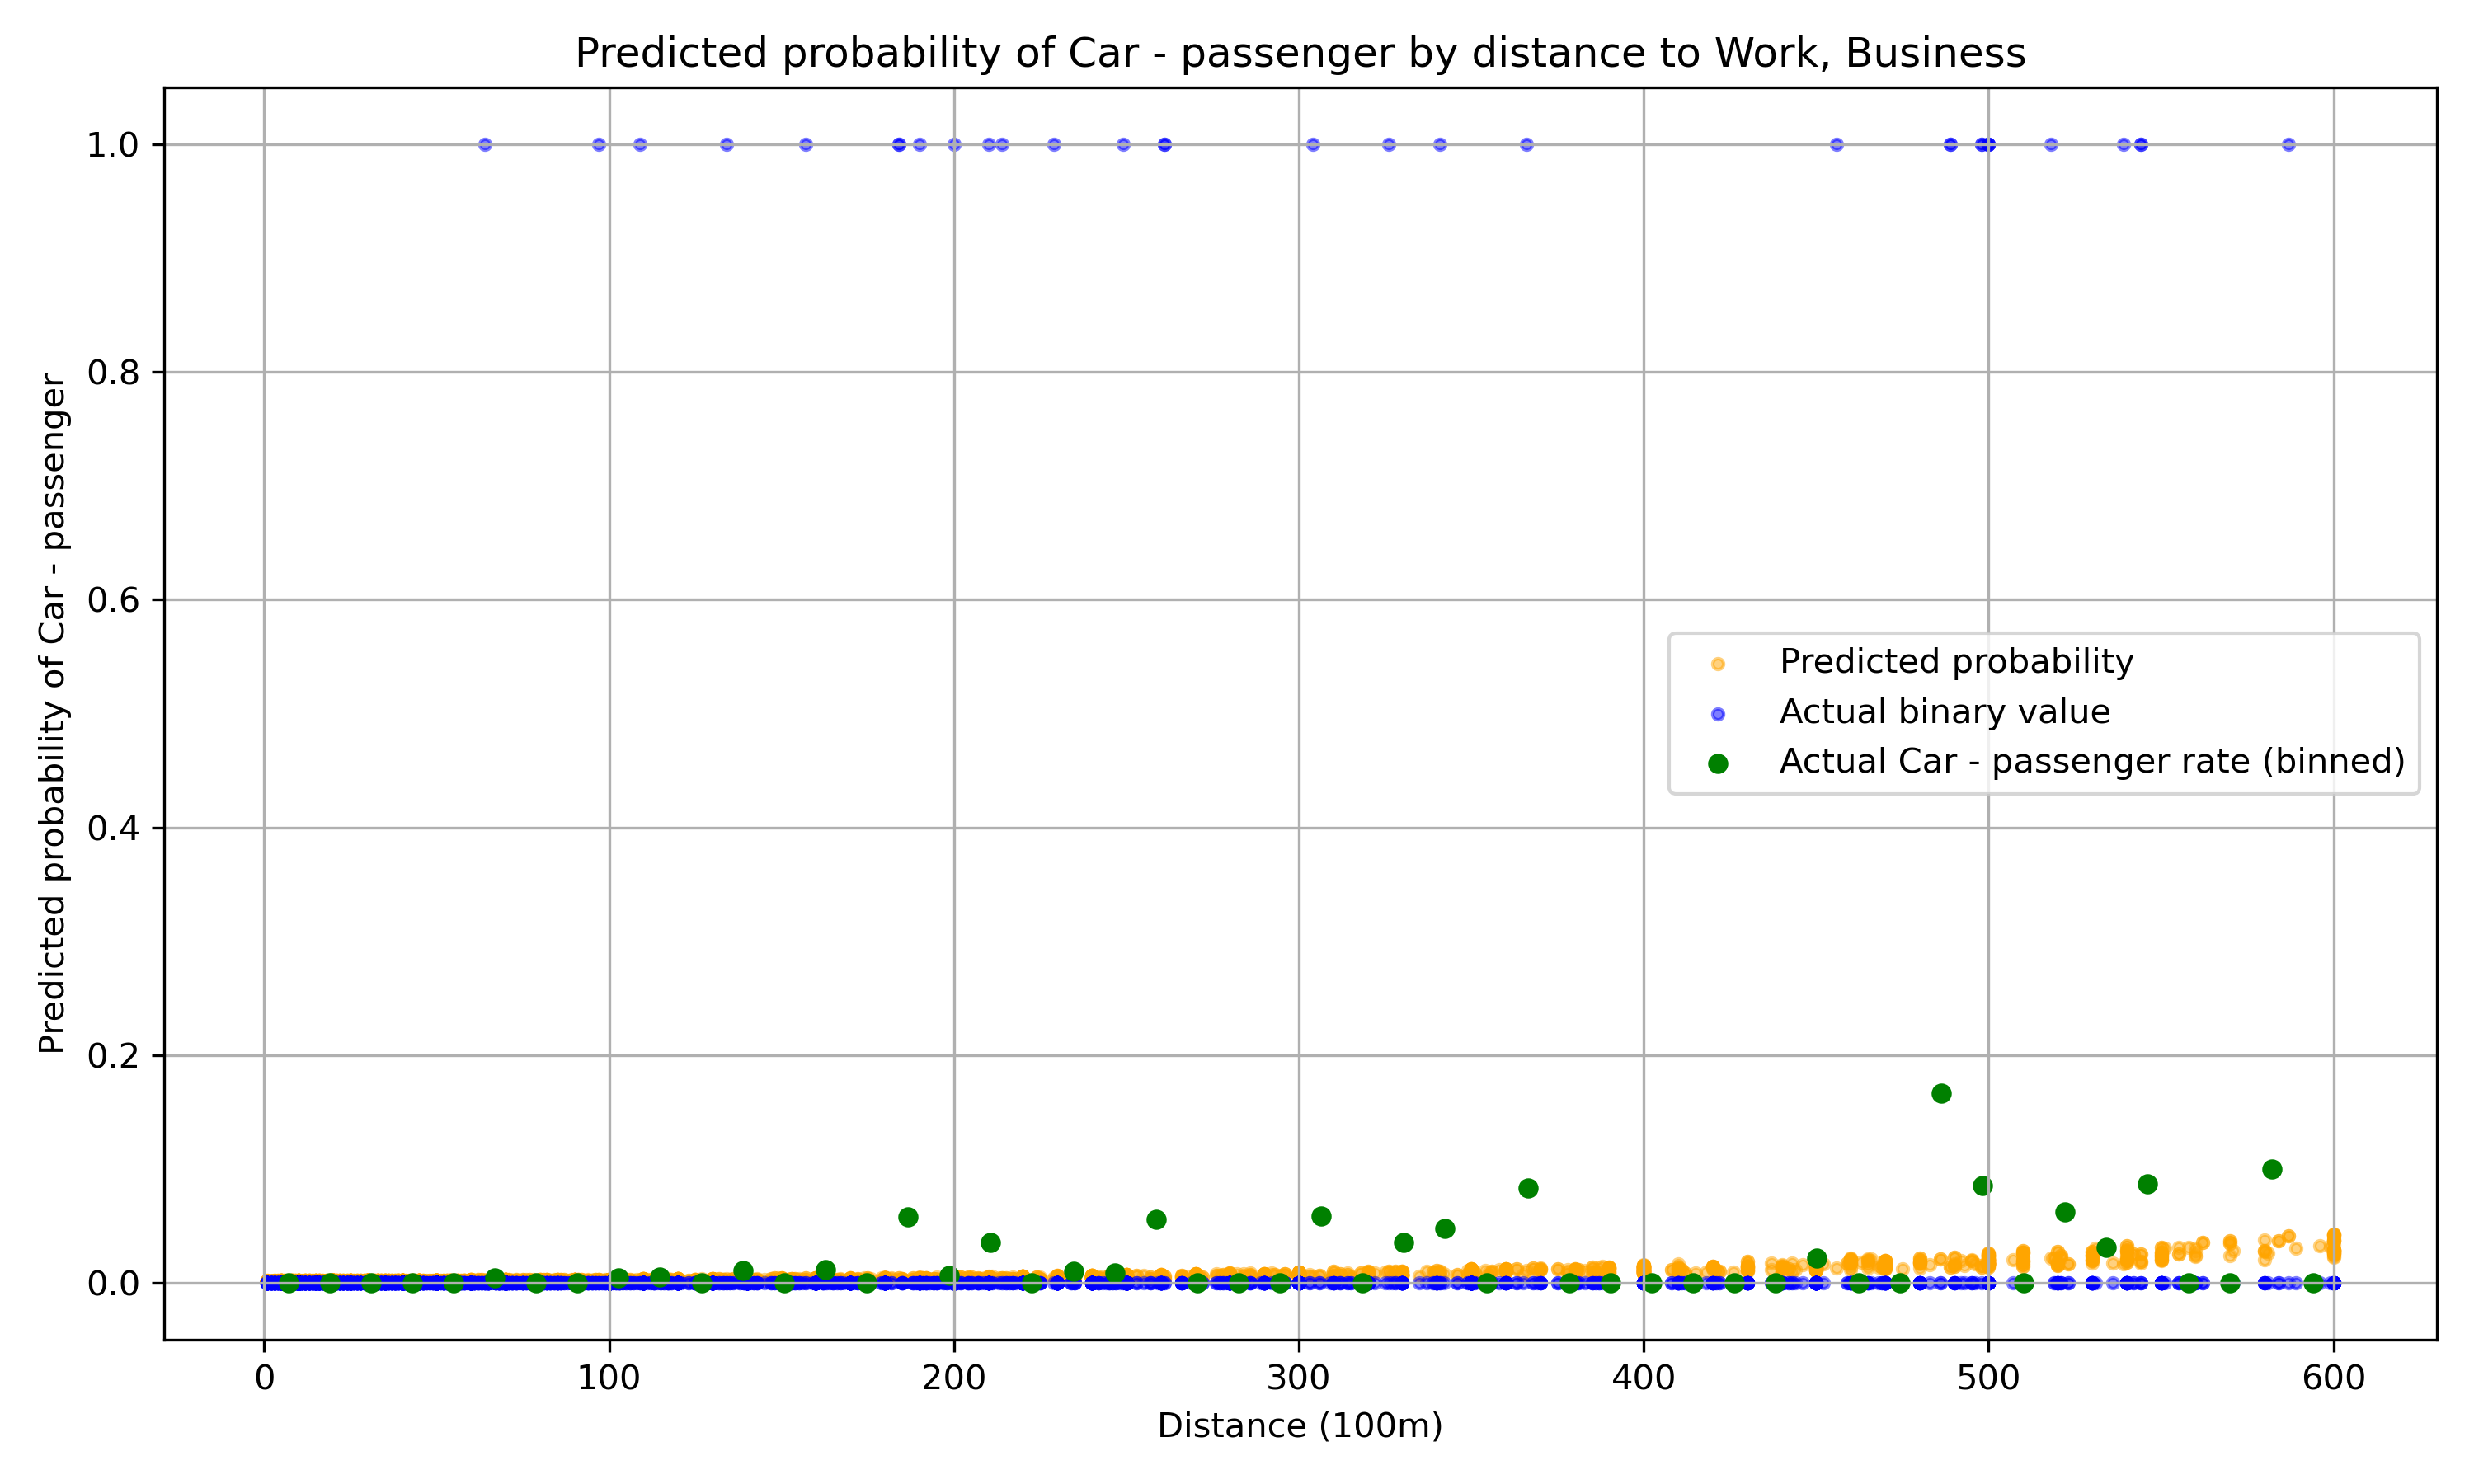 Predicted probability of Car - passenger by distance to Work, Business
Predicted probability of Car - passenger
1.0
0.8
0.6
0.4
0.2
0.0
Predicted probability
Actual binary value
Actual Car - passenger rate (binned)
0 100 200 300 400 500 600
Distance (100m)